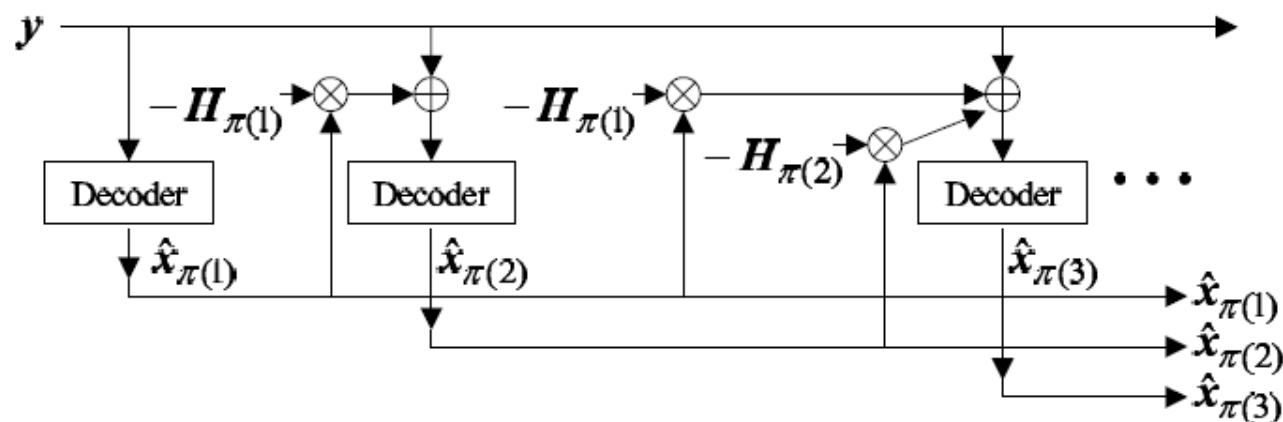 y
−H_π(1)
−H_π(1)
−H_π(2)
Decoder
Decoder
Decoder
• • •
x̂_π(1)
x̂_π(2)
x̂_π(3)
x̂_π(1)
x̂_π(2)
x̂_π(3)